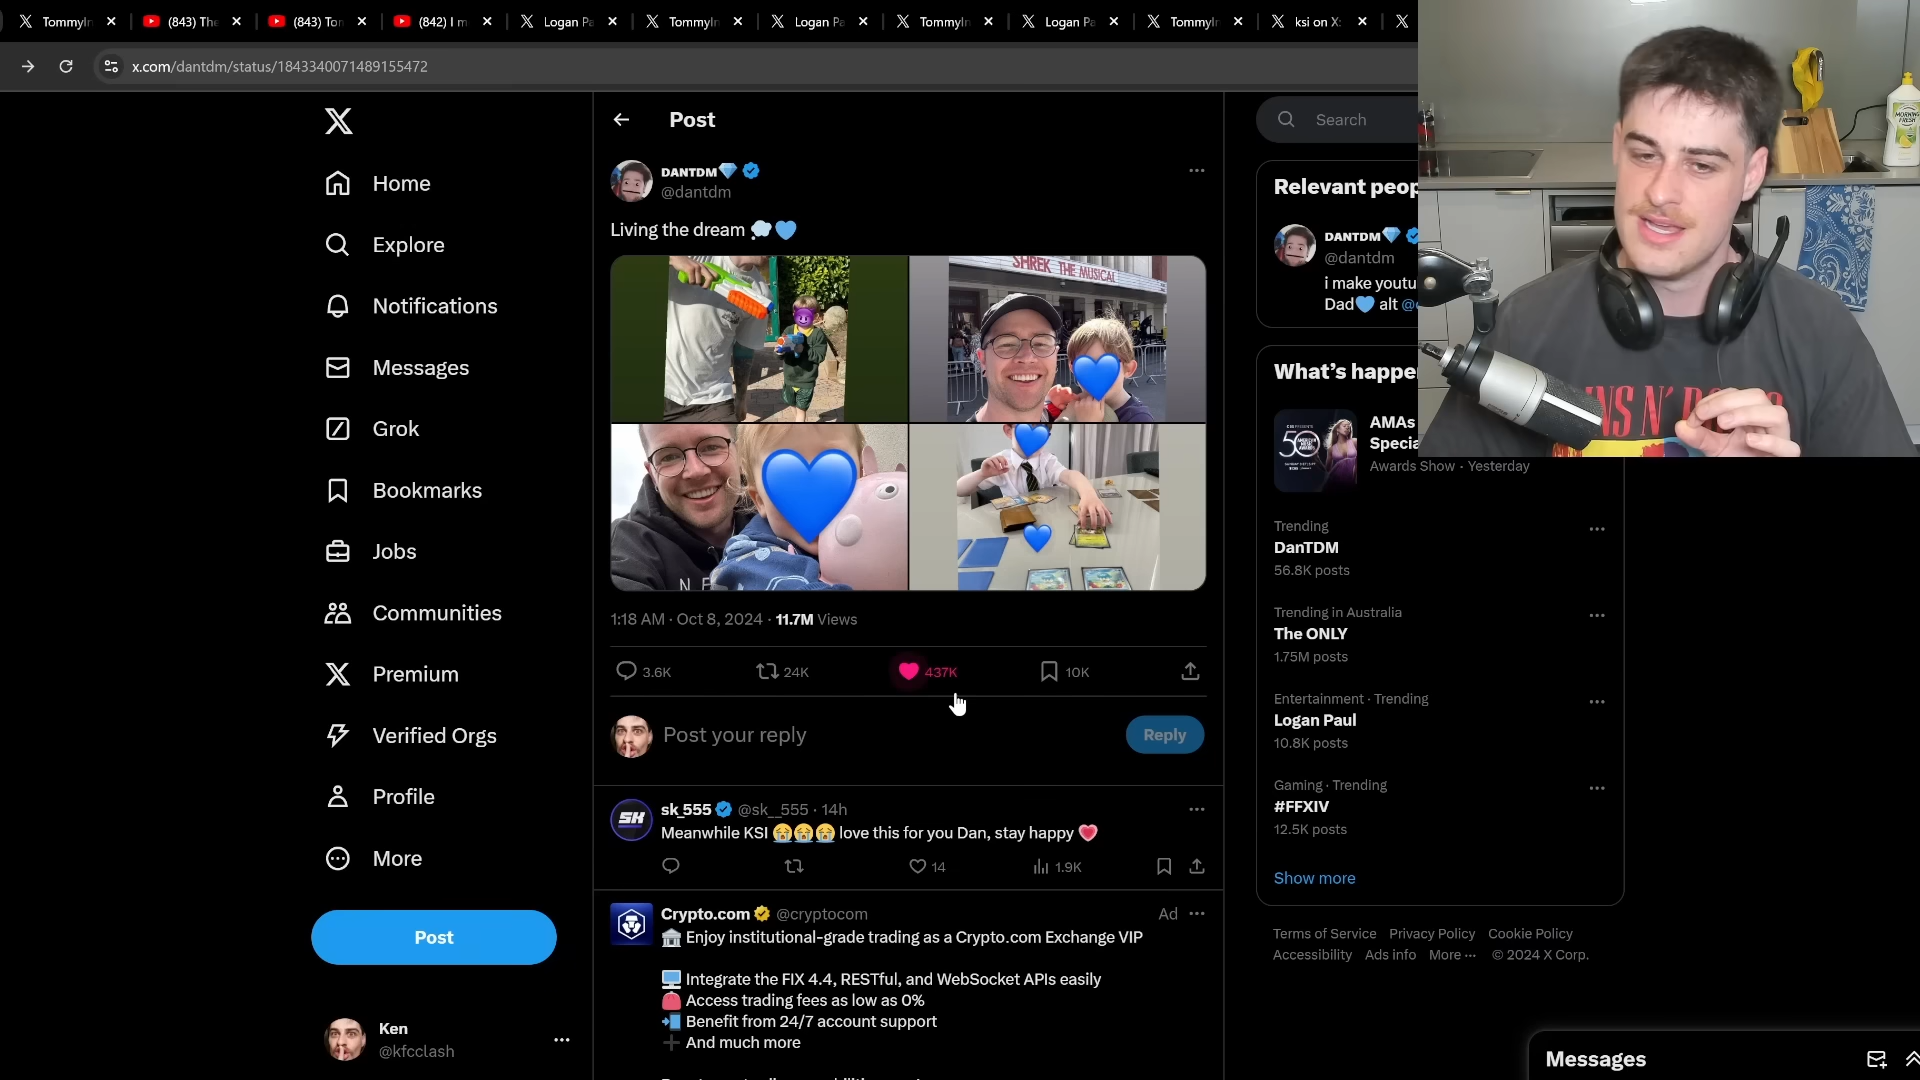 TommyIn
(843) The
(843) Tor
(842) I m
Logan Pa
TommyIn
Logan Pa
TommyIn
Logan Pa
TommyIn
ksi on X:
x.com/dantdm/status/1843340071489155472
Home
Explore
Notifications
Messages
Grok
Bookmarks
Jobs
Communities
Premium
Verified Orgs
Profile
More
Post
Ken
@kfcclash
Post
DANTDM💎
@dantdm
Living the dream 💭💙
SHREK THE MUSICAL
1:18 AM · Oct 8, 2024 · 11.7M Views
3.6K 24K 437K 10K
Post your reply
Reply
sk_555 @sk__555 · 14h
Meanwhile KSI 😭😭😭 love this for you Dan, stay happy 💗
14 1.9K
Crypto.com @cryptocom
Ad
🏛️ Enjoy institutional-grade trading as a Crypto.com Exchange VIP
🖥️ Integrate the FIX 4.4, RESTful, and WebSocket APIs easily
👛 Access trading fees as low as 0%
📲 Benefit from 24/7 account support
➕ And much more
Search
Relevant peop
DANTDM💎
@dantdm
i make youtu
Dad💙 alt @
What's happe
AMAs
Specia
Awards Show · Yesterday
Trending
DanTDM
56.8K posts
Trending in Australia
The ONLY
1.75M posts
Entertainment · Trending
Logan Paul
10.8K posts
Gaming · Trending
#FFXIV
12.5K posts
Show more
Terms of Service Privacy Policy Cookie Policy
Accessibility Ads info More ··· © 2024 X Corp.
Messages
MORNING
FRESH